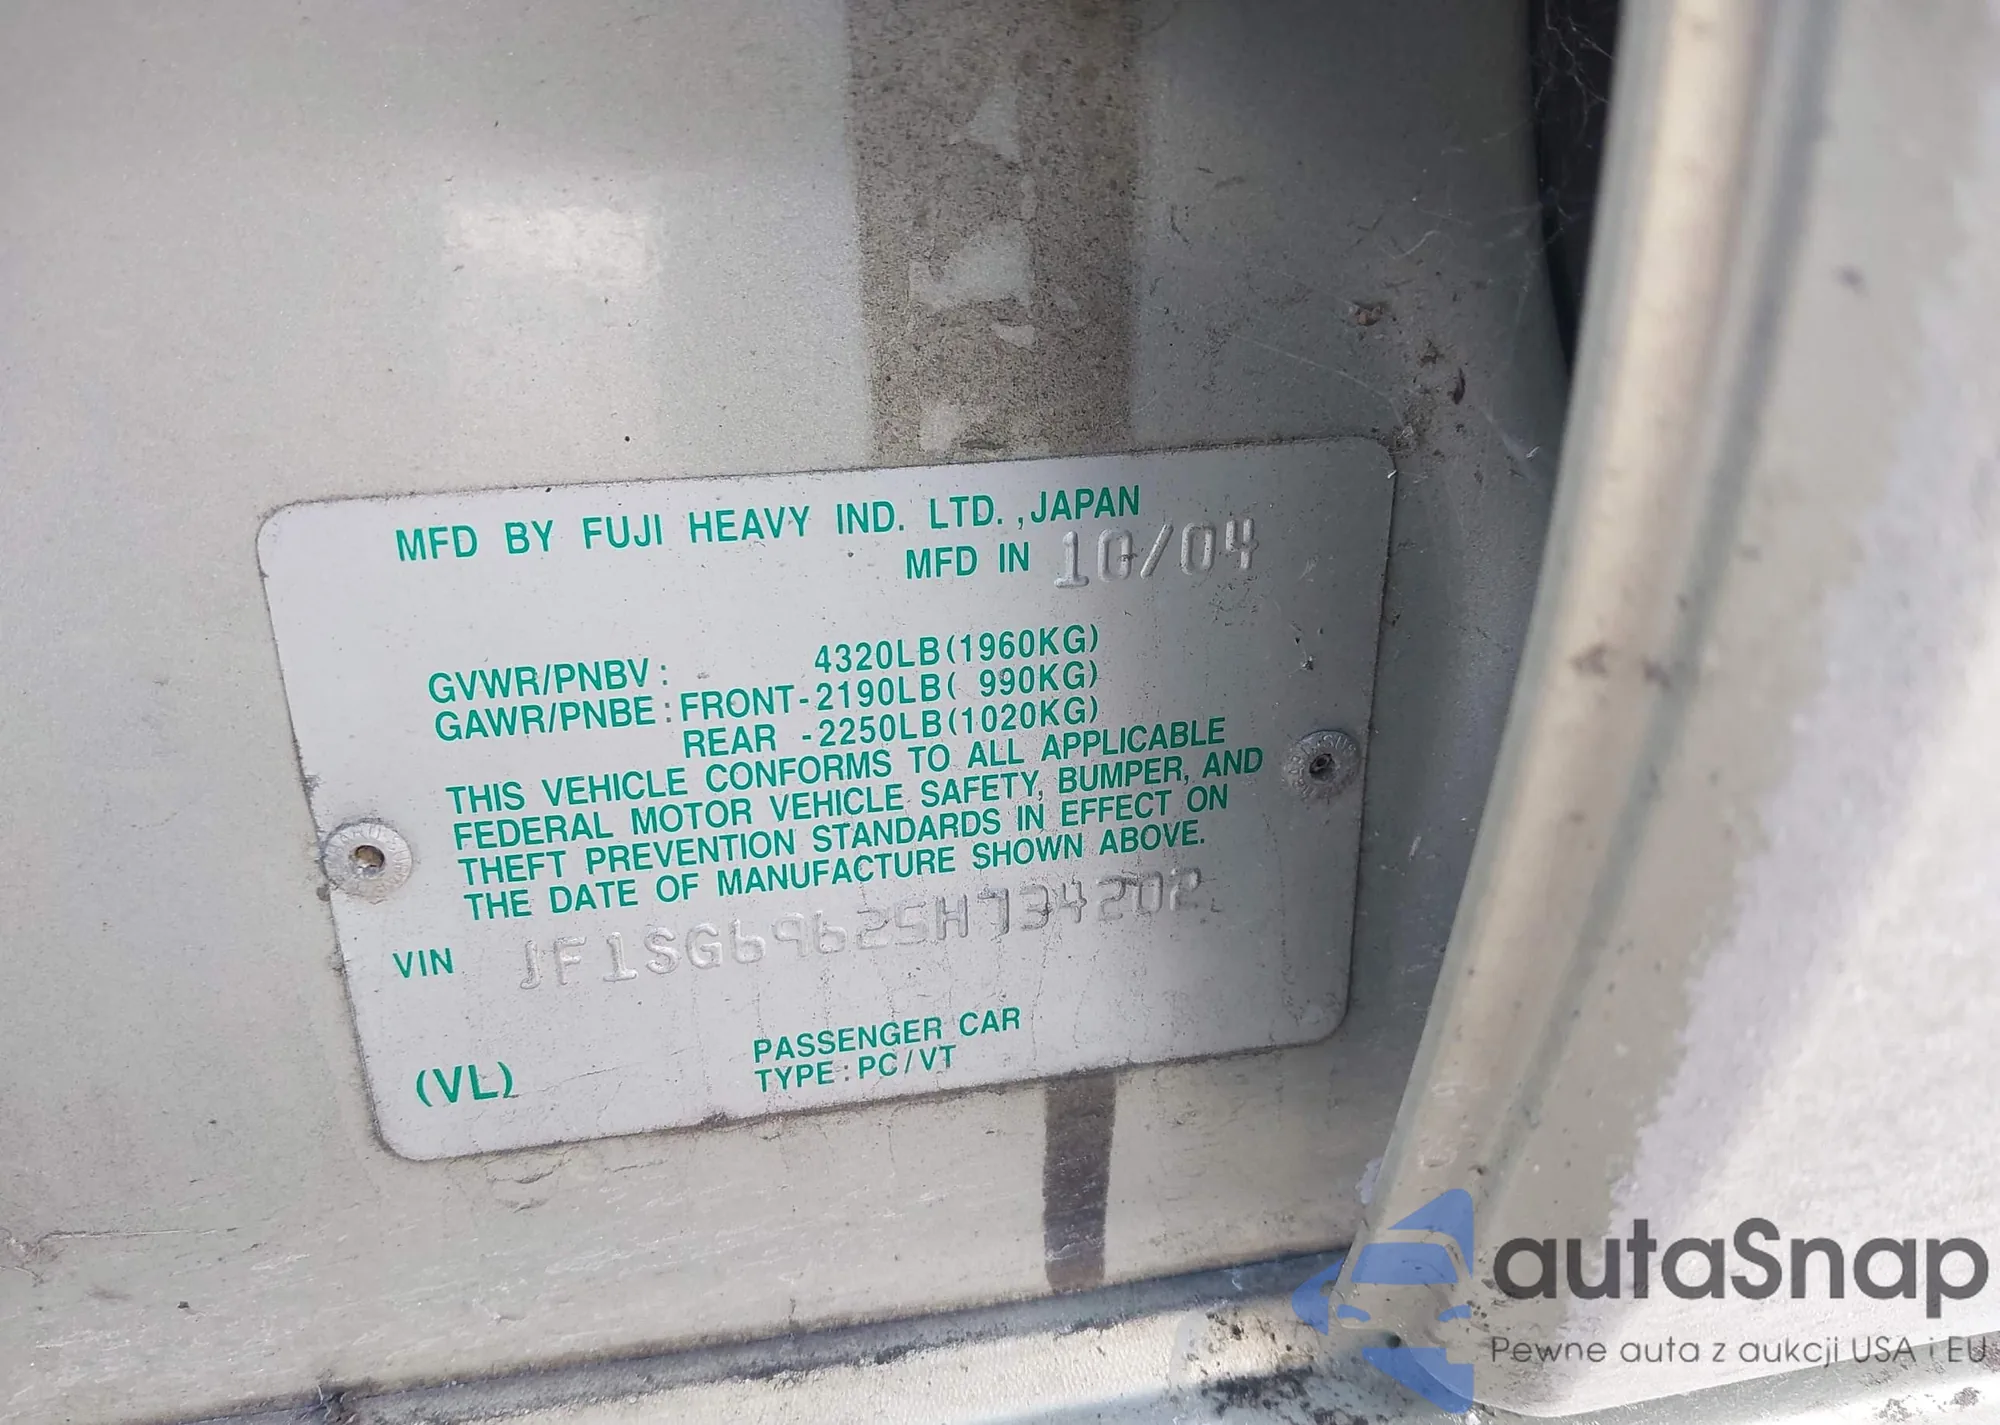 MFD BY FUJI HEAVY IND. LTD. ,JAPAN
MFD IN 10/04
GVWR/PNBV : 4320LB(1960KG)
GAWR/PNBE : FRONT-2190LB( 990KG)
REAR -2250LB(1020KG)
THIS VEHICLE CONFORMS TO ALL APPLICABLE
FEDERAL MOTOR VEHICLE SAFETY, BUMPER, AND
THEFT PREVENTION STANDARDS IN EFFECT ON
THE DATE OF MANUFACTURE SHOWN ABOVE.
VIN JF1SG69625H734202
PASSENGER CAR
(VL) TYPE : PC/VT
autaSnap
Pewne auta z aukcji USA i EU